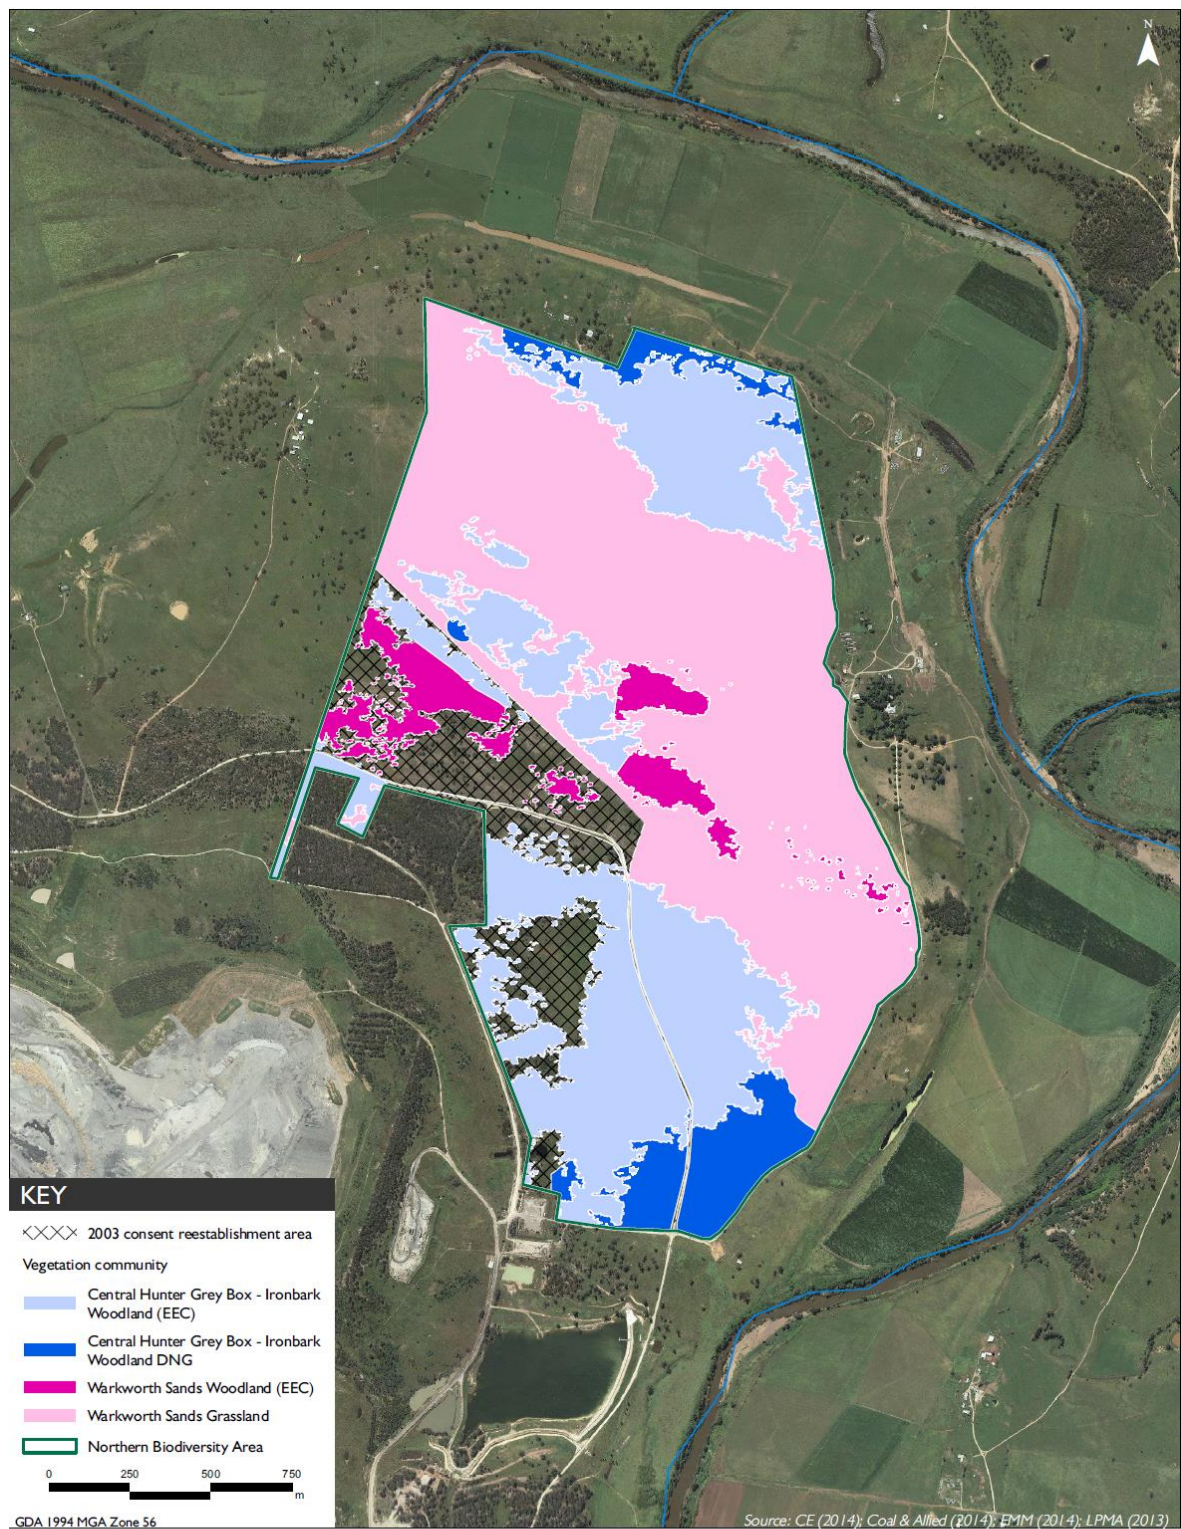 N
KEY
2003 consent reestablishment area
Vegetation community
Central Hunter Grey Box - Ironbark
Woodland (EEC)
Central Hunter Grey Box - Ironbark
Woodland DNG
Warkworth Sands Woodland (EEC)
Warkworth Sands Grassland
Northern Biodiversity Area
0 250 500 750
m
GDA 1994 MGA Zone 56
Source: CE (2014); Coal & Allied (2014); EMM (2014); LPMA (2013)